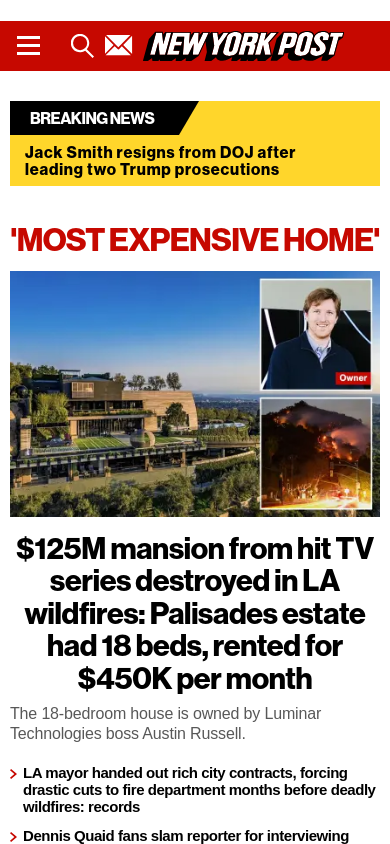 NEW YORK POST
BREAKING NEWS
Jack Smith resigns from DOJ after
leading two Trump prosecutions
'MOST EXPENSIVE HOME'
Owner
$125M mansion from hit TV
series destroyed in LA
wildfires: Palisades estate
had 18 beds, rented for
$450K per month
The 18-bedroom house is owned by Luminar
Technologies boss Austin Russell.
LA mayor handed out rich city contracts, forcing
drastic cuts to fire department months before deadly
wildfires: records
Dennis Quaid fans slam reporter for interviewing